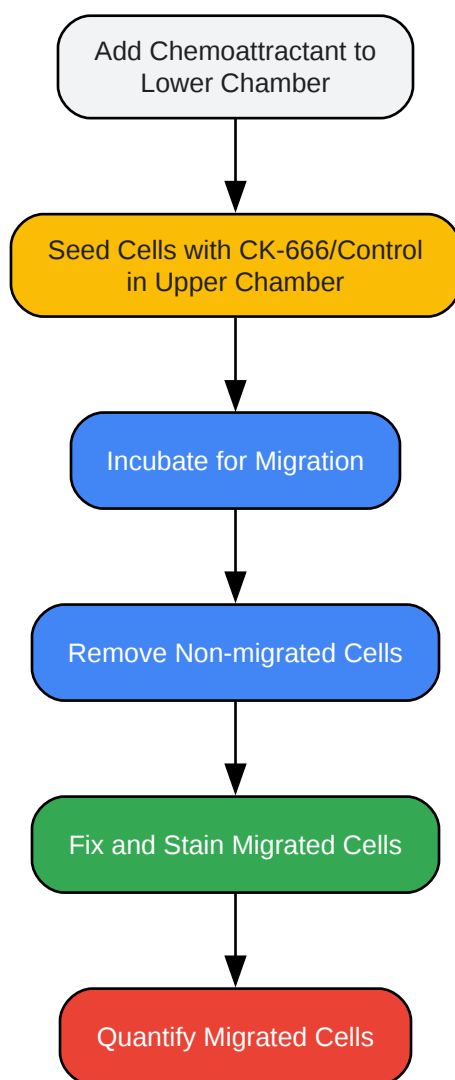 Add Chemoattractant to
Lower Chamber
Seed Cells with CK-666/Control
in Upper Chamber
Incubate for Migration
Remove Non-migrated Cells
Fix and Stain Migrated Cells
Quantify Migrated Cells